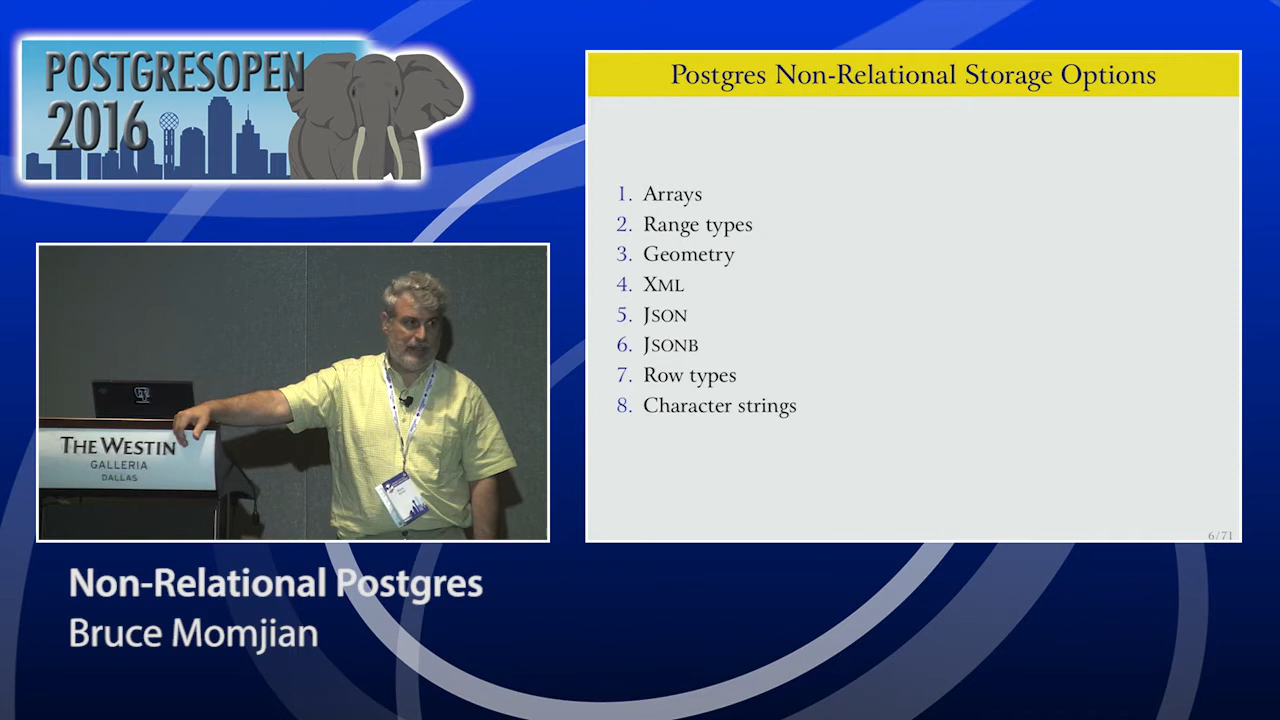 POSTGRESOPEN
2016
Postgres Non-Relational Storage Options
1. Arrays
2. Range types
3. Geometry
4. XML
5. JSON
6. JSONB
7. Row types
8. Character strings
6/71
THE WESTIN
GALLERIA
DALLAS
Non-Relational Postgres
Bruce Momjian